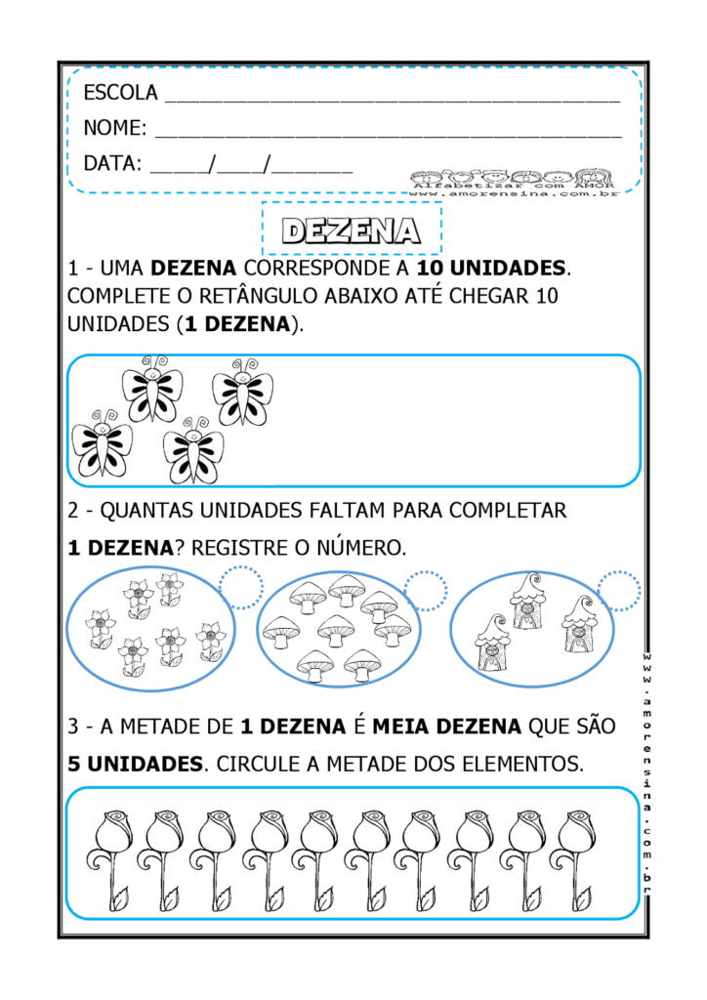 ESCOLA ______________________________________
NOME: _______________________________________
DATA: _____/____/_______
Alfabetizar com AMOR
www.amorensina.com.br
DEZENA
1 - UMA DEZENA CORRESPONDE A 10 UNIDADES.
COMPLETE O RETÂNGULO ABAIXO ATÉ CHEGAR 10
UNIDADES (1 DEZENA).
2 - QUANTAS UNIDADES FALTAM PARA COMPLETAR
1 DEZENA? REGISTRE O NÚMERO.
3 - A METADE DE 1 DEZENA É MEIA DEZENA QUE SÃO
5 UNIDADES. CIRCULE A METADE DOS ELEMENTOS.
www.amorensina.com.br